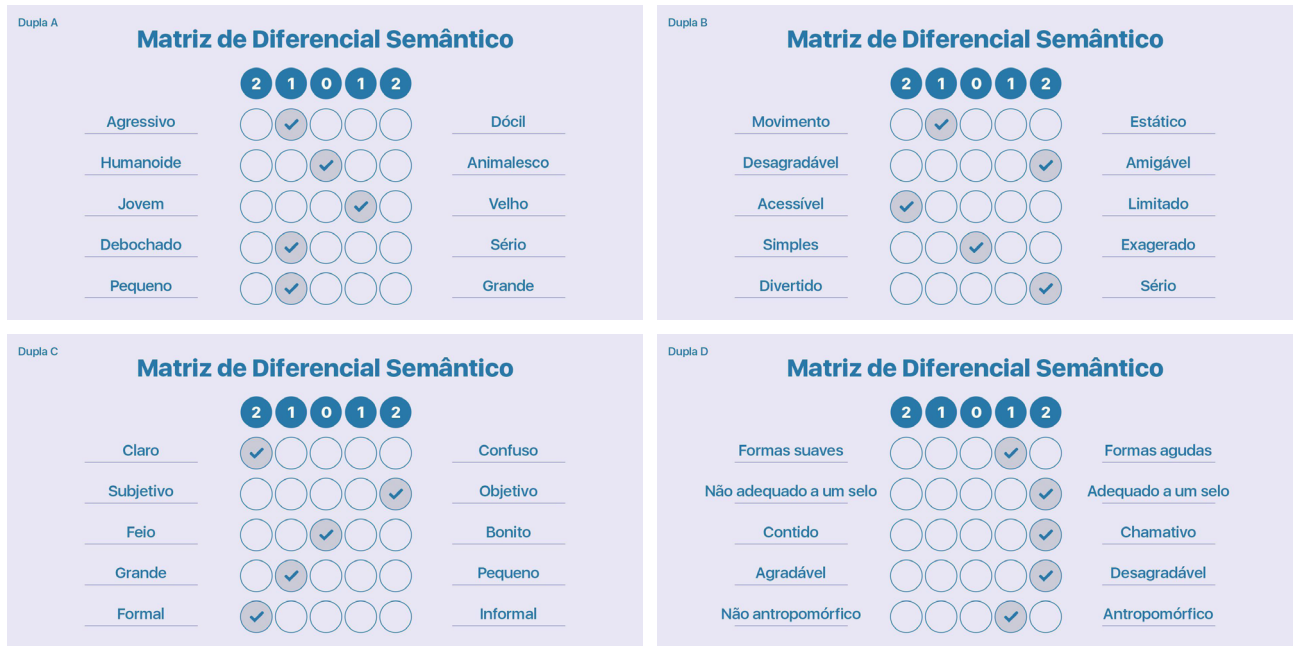 Dupla A
Matriz de Diferencial Semântico
2 1 0 1 2
Agressivo Dócil
Humanoide Animalesco
Jovem Velho
Debochado Sério
Pequeno Grande
Dupla B
Matriz de Diferencial Semântico
2 1 0 1 2
Movimento Estático
Desagradável Amigável
Acessível Limitado
Simples Exagerado
Divertido Sério
Dupla C
Matriz de Diferencial Semântico
2 1 0 1 2
Claro Confuso
Subjetivo Objetivo
Feio Bonito
Grande Pequeno
Formal Informal
Dupla D
Matriz de Diferencial Semântico
2 1 0 1 2
Formas suaves Formas agudas
Não adequado a um selo Adequado a um selo
Contido Chamativo
Agradável Desagradável
Não antropomórfico Antropomórfico